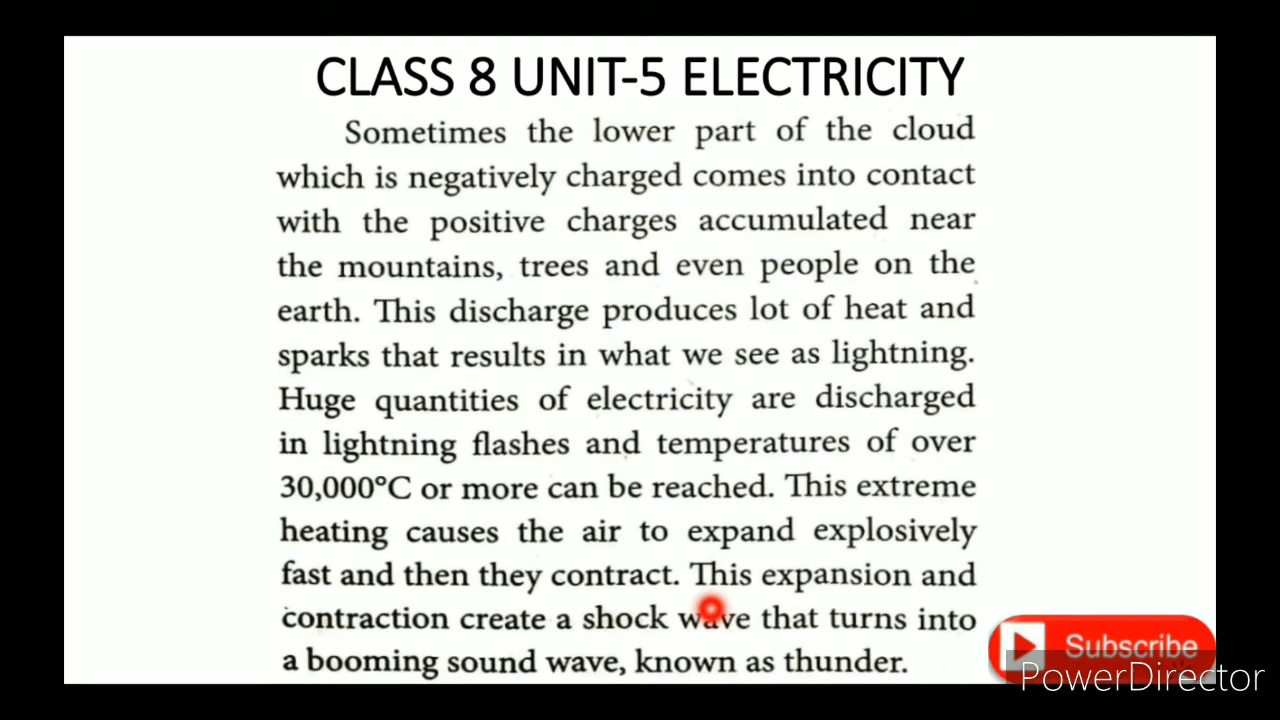 CLASS 8 UNIT-5 ELECTRICITY
Sometimes the lower part of the cloud
which is negatively charged comes into contact
with the positive charges accumulated near
the mountains, trees and even people on the
earth. This discharge produces lot of heat and
sparks that results in what we see as lightning.
Huge quantities of electricity are discharged
in lightning flashes and temperatures of over
30,000°C or more can be reached. This extreme
heating causes the air to expand explosively
fast and then they contract. This expansion and
contraction create a shock wave that turns into
a booming sound wave, known as thunder.
Subscribe
PowerDirector